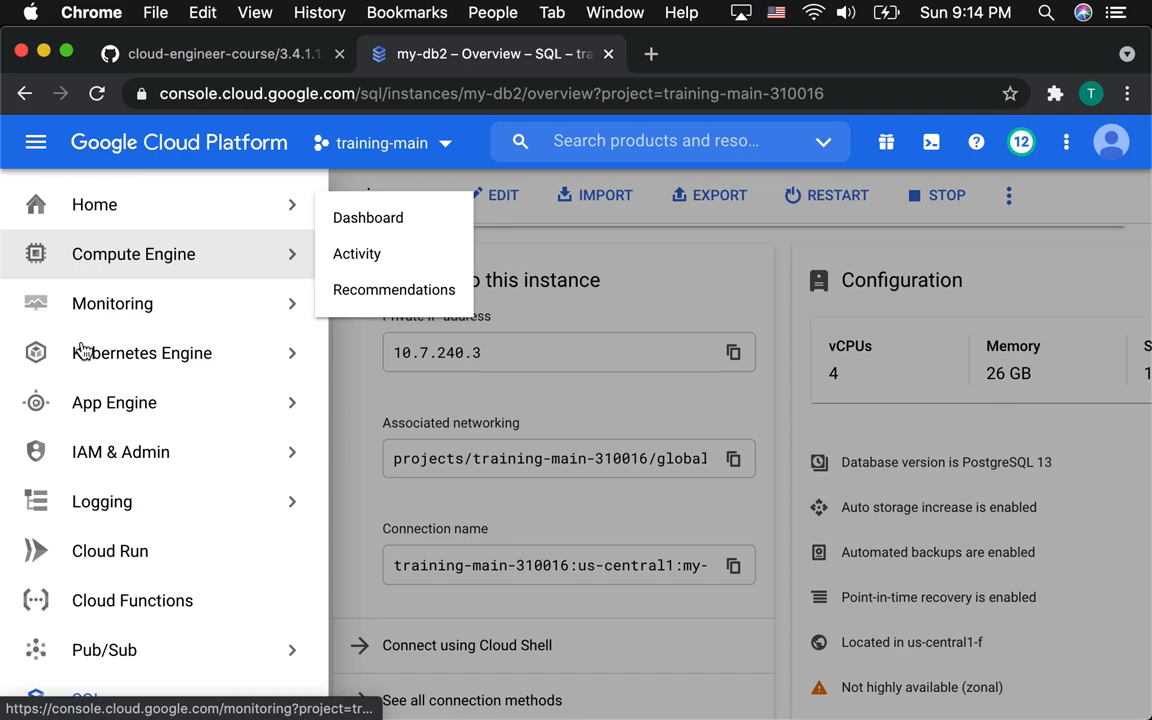 Chrome File Edit View History Bookmarks People Tab Window Help Sun 9:14 PM
cloud-engineer-course/3.4.1.1. my-db2 – Overview – SQL – tra
console.cloud.google.com/sql/instances/my-db2/overview?project=training-main-310016 T
Google Cloud Platform training-main Search products and reso... 12
Home
Compute Engine
Monitoring
Kubernetes Engine
App Engine
IAM & Admin
Logging
Cloud Run
Cloud Functions
Pub/Sub
SQL
https://console.cloud.google.com/monitoring?project=tr...
Dashboard
Activity
Recommendations
EDIT IMPORT EXPORT RESTART STOP
this instance
Private IP address
10.7.240.3
Associated networking
projects/training-main-310016/global
Connection name
training-main-310016:us-central1:my-
Connect using Cloud Shell
See all connection methods
Configuration
vCPUs Memory S
4 26 GB 1
Database version is PostgreSQL 13
Auto storage increase is enabled
Automated backups are enabled
Point-in-time recovery is enabled
Located in us-central1-f
Not highly available (zonal)